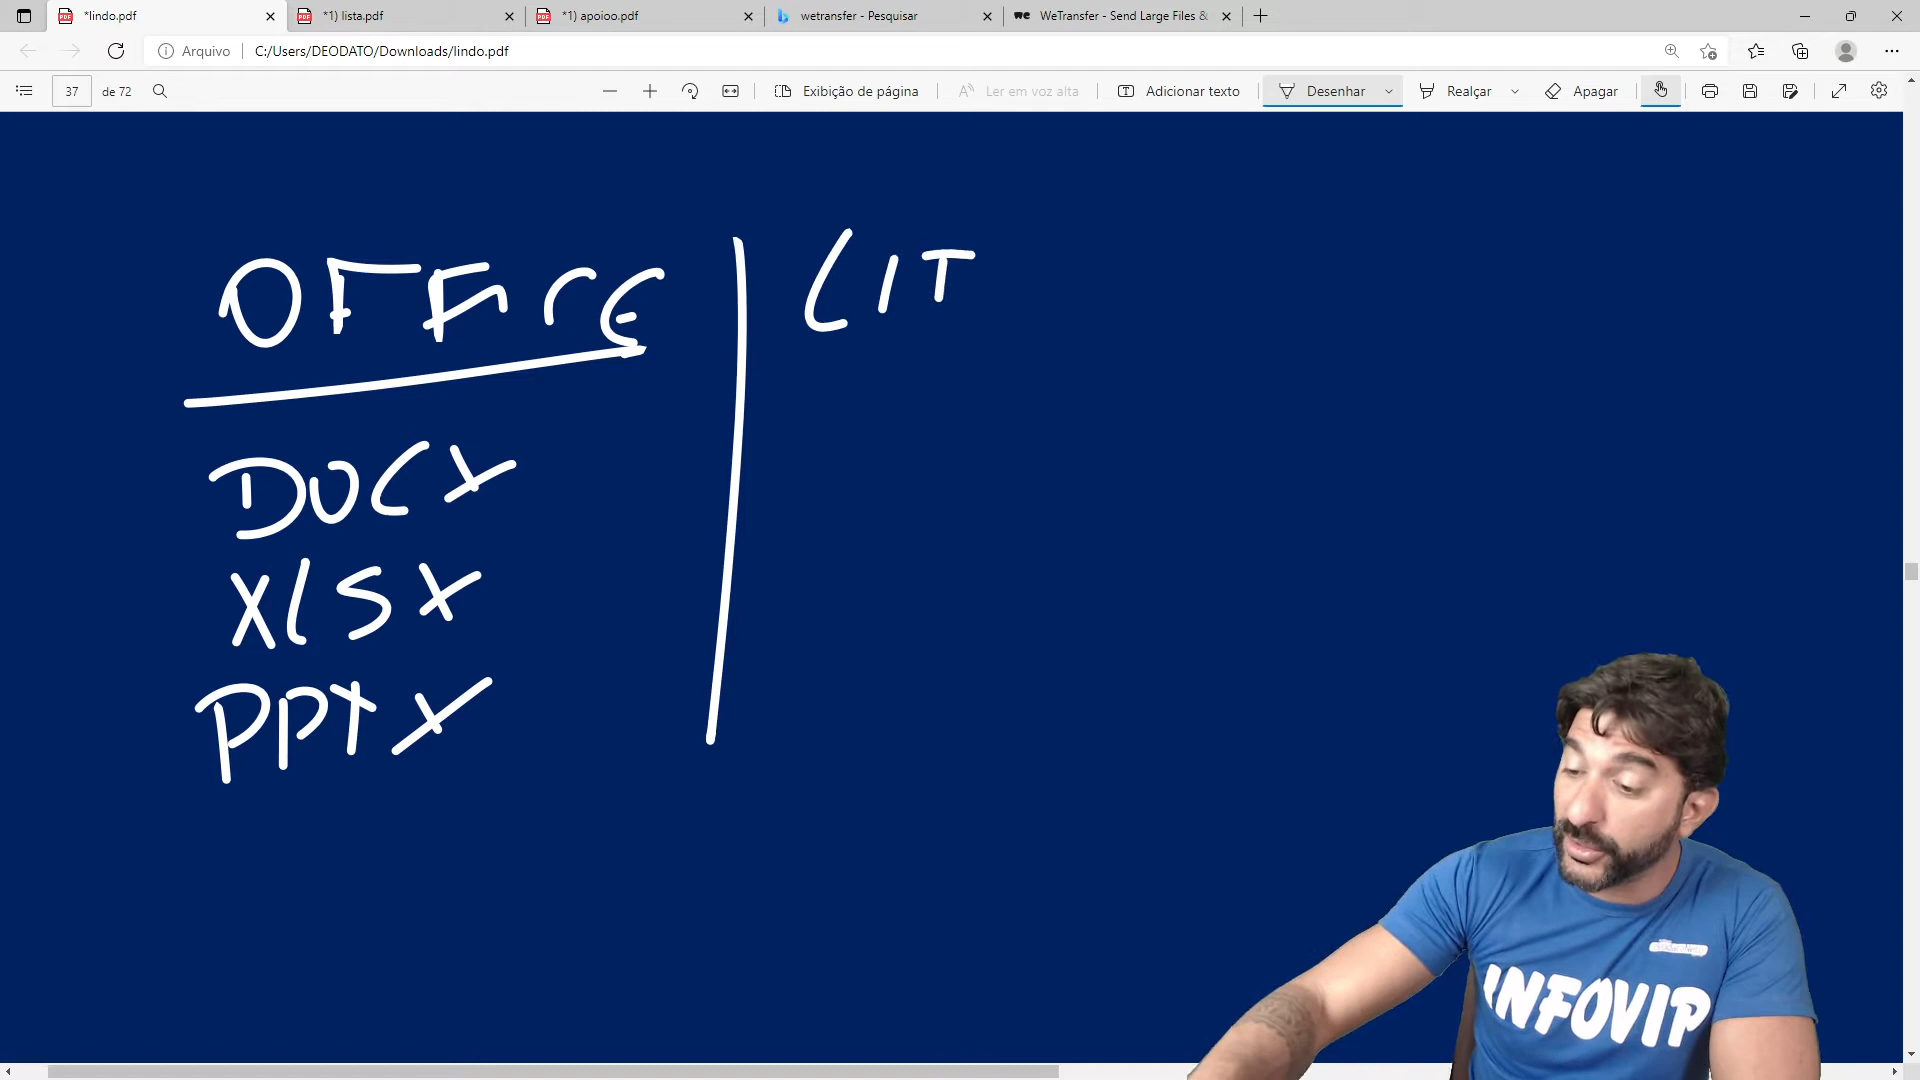 *lindo.pdf
*1) lista.pdf
*1) apoioo.pdf
wetransfer - Pesquisar
WeTransfer - Send Large Files &
Arquivo C:/Users/DEODATO/Downloads/lindo.pdf
37 de 72 Exibição de página Ler em voz alta Adicionar texto Desenhar Realçar Apagar
OFFICE
LIT
DOCX
XLSX
PPTX
INFOVIP